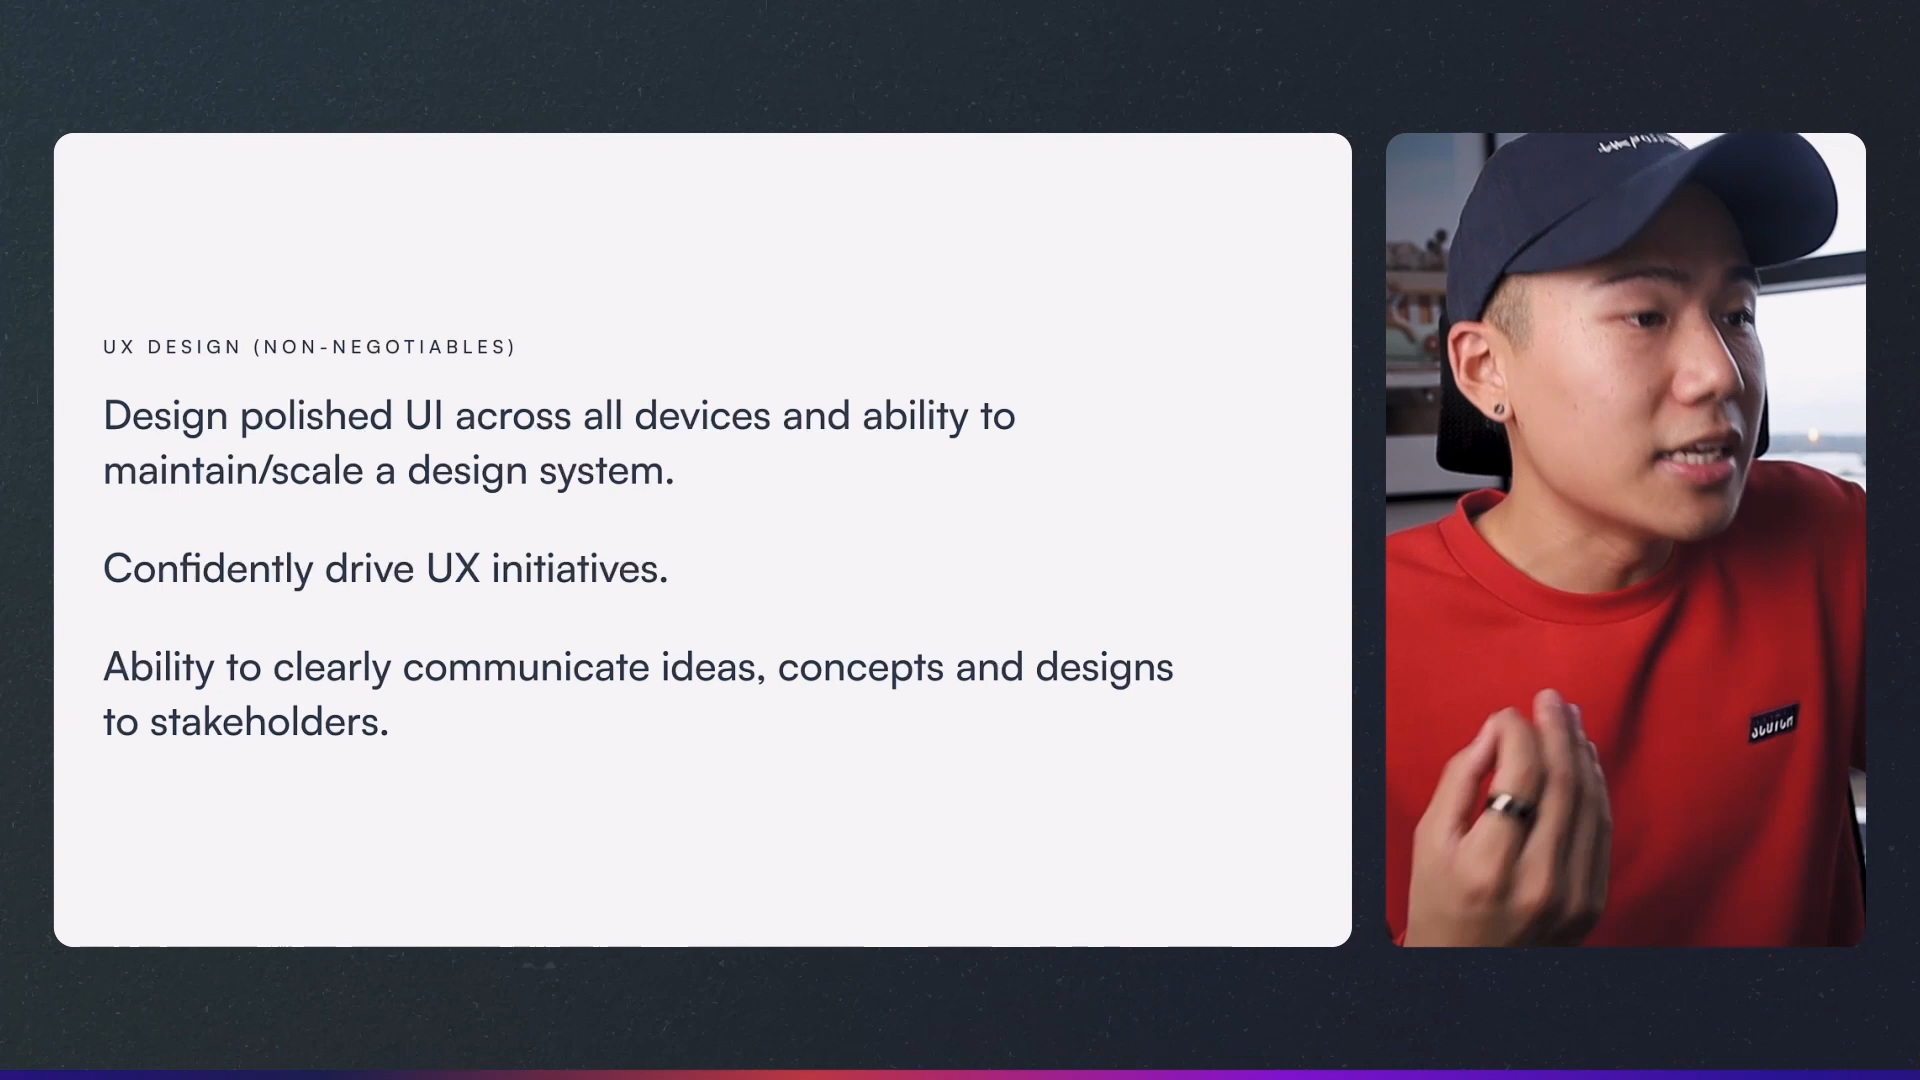 UX DESIGN (NON-NEGOTIABLES)
Design polished UI across all devices and ability to
maintain/scale a design system.
Confidently drive UX initiatives.
Ability to clearly communicate ideas, concepts and designs
to stakeholders.